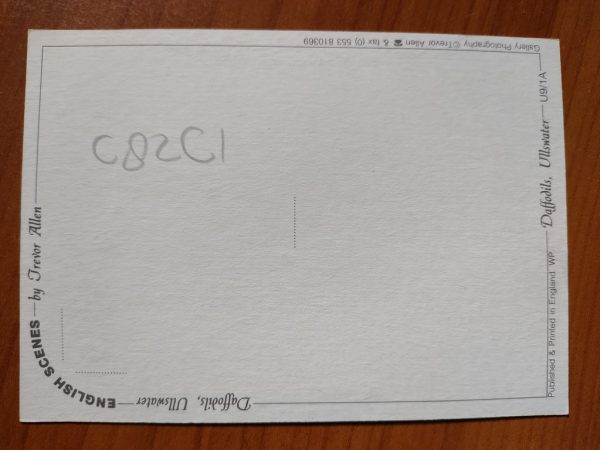 ENGLISH SCENES — by Trevor Allen
Daffodils, Ullswater
Published & Printed in England WP — Daffodils, Ullswater — U9/1A
Gallery Photography ©Trevor Allen ☎ & fax (0) 553 810369